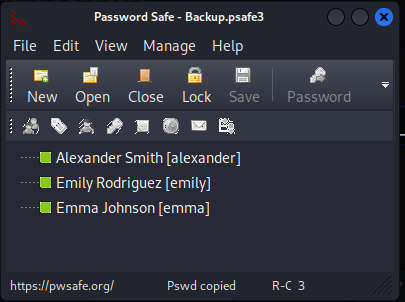 Password Safe - Backup.psafe3
File Edit View Manage Help
New Open Close Lock Save Password
Alexander Smith [alexander]
Emily Rodriguez [emily]
Emma Johnson [emma]
https://pwsafe.org/ Pswd copied R-C 3